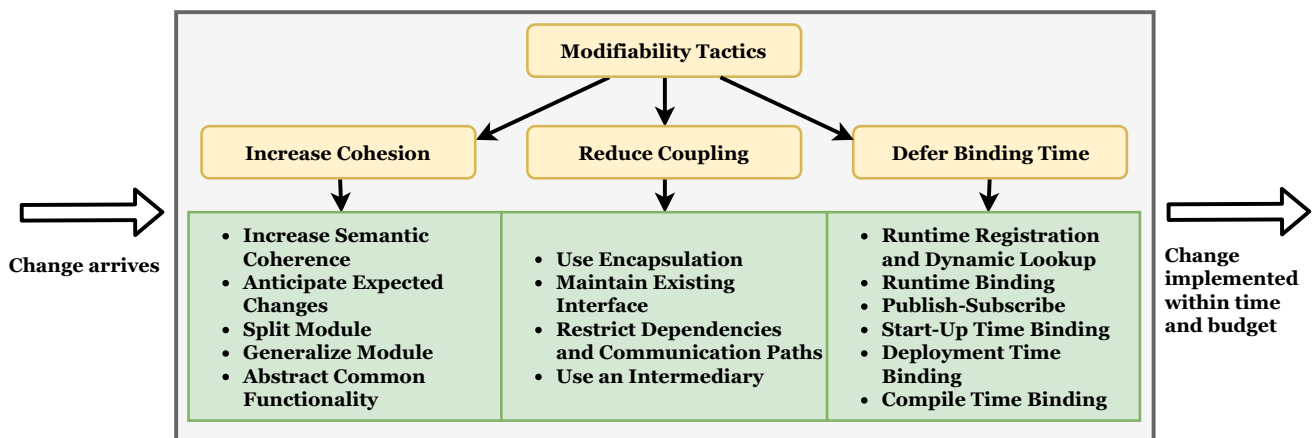 Modifiability Tactics
Increase Cohesion
Reduce Coupling
Defer Binding Time
Change arrives
• Increase Semantic
Coherence
• Anticipate Expected
Changes
• Split Module
• Generalize Module
• Abstract Common
Functionality
• Use Encapsulation
• Maintain Existing
Interface
• Restrict Dependencies
and Communication Paths
• Use an Intermediary
• Runtime Registration
and Dynamic Lookup
• Runtime Binding
• Publish-Subscribe
• Start-Up Time Binding
• Deployment Time
Binding
• Compile Time Binding
Change
implemented
within time
and budget